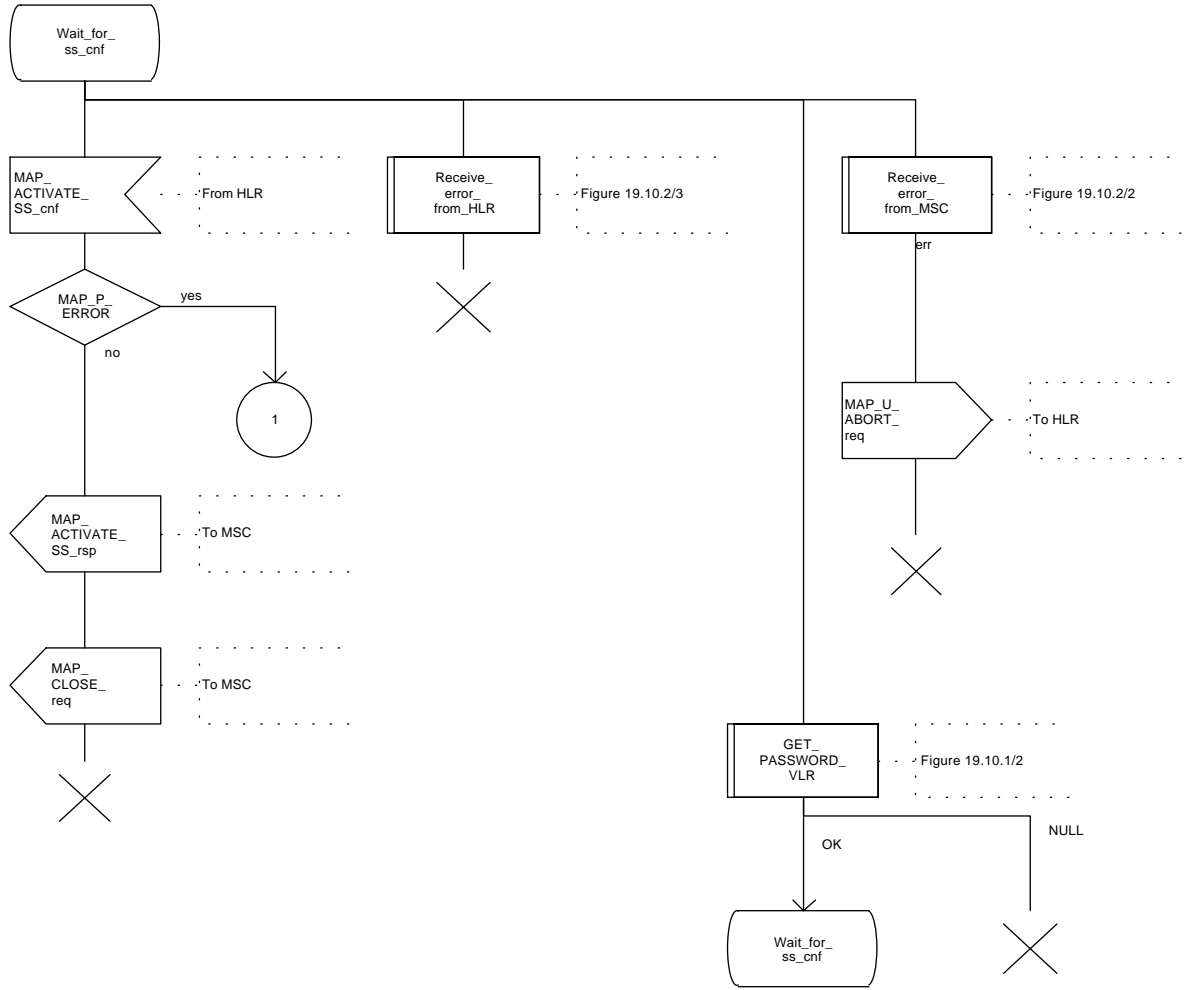 Wait_for_
ss_cnf
MAP_
ACTIVATE_
SS_cnf
From HLR
Receive_
error_
from_HLR
Figure 19.10.2/3
Receive_
error_
from_MSC
Figure 19.10.2/2
err
MAP_P_
ERROR
yes
no
1
MAP_U_
ABORT_
req
To HLR
MAP_
ACTIVATE_
SS_rsp
To MSC
MAP_
CLOSE_
req
To MSC
GET_
PASSWORD_
VLR
Figure 19.10.1/2
OK
NULL
Wait_for_
ss_cnf